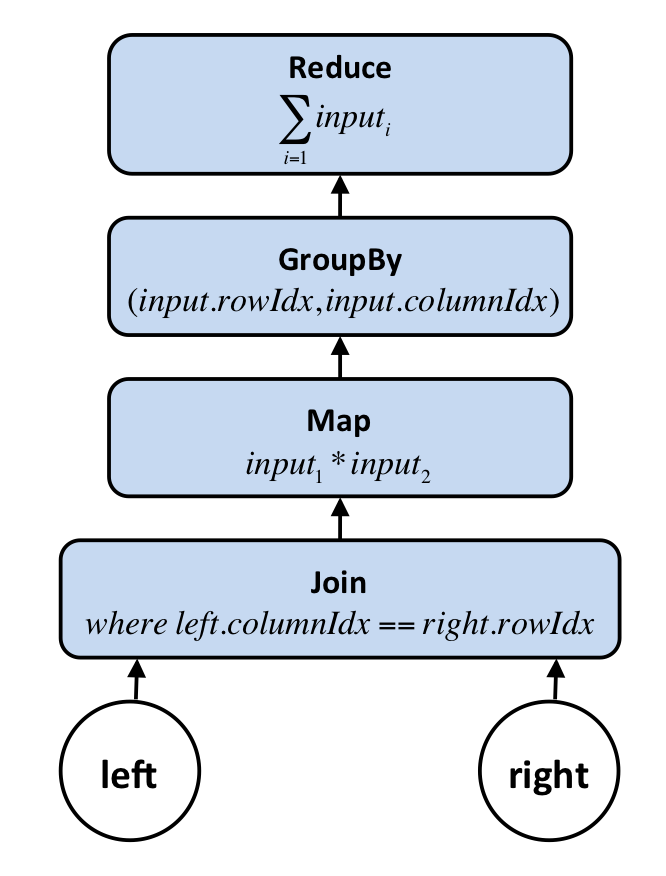 Reduce
∑ input_i
i=1
GroupBy
(input.rowIdx,input.columnIdx)
Map
input_1 * input_2
Join
where left.columnIdx == right.rowIdx
left right